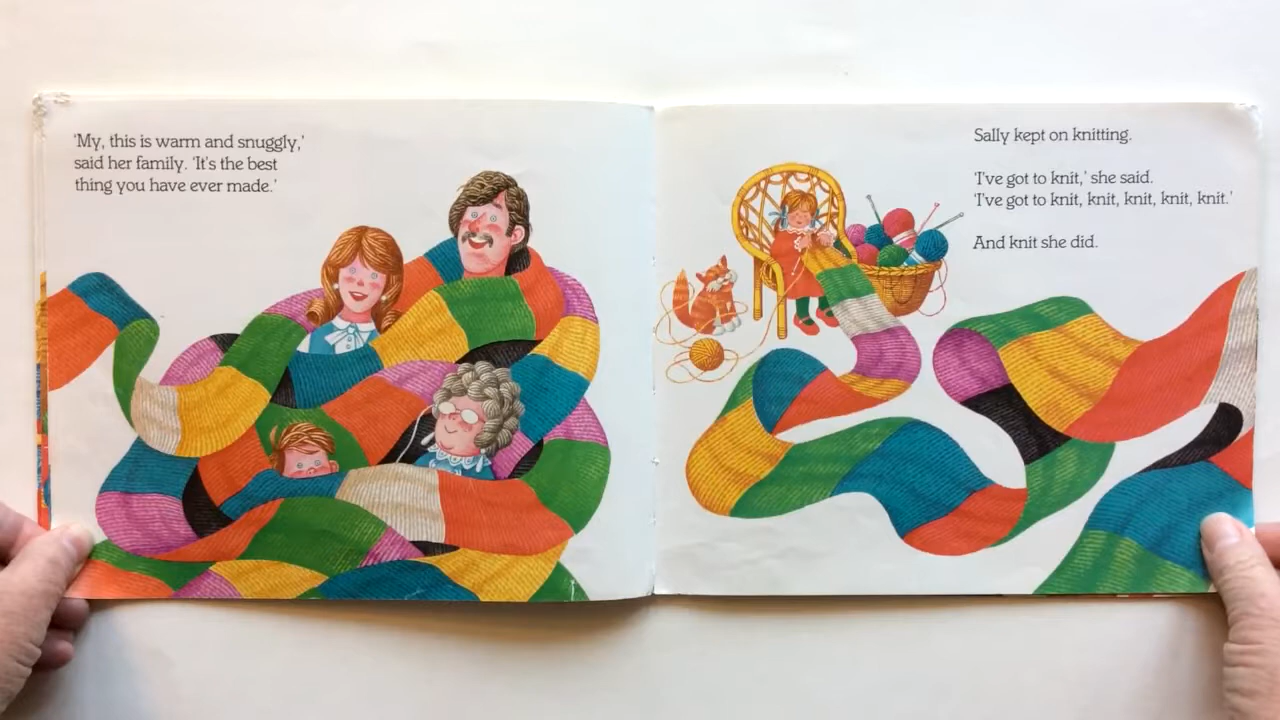 'My, this is warm and snuggly,'
said her family. 'It's the best
thing you have ever made.'
Sally kept on knitting.
'I've got to knit,' she said.
'I've got to knit, knit, knit, knit, knit.'
And knit she did.